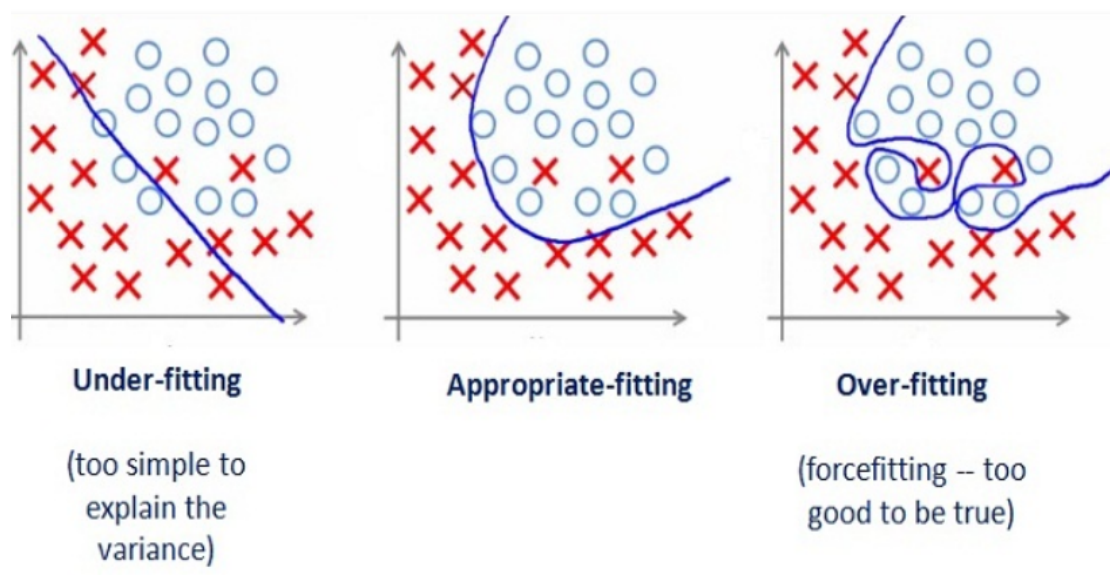 Under-fitting
Appropriate-fitting
Over-fitting
(too simple to
explain the
variance)
(forcefitting -- too
good to be true)